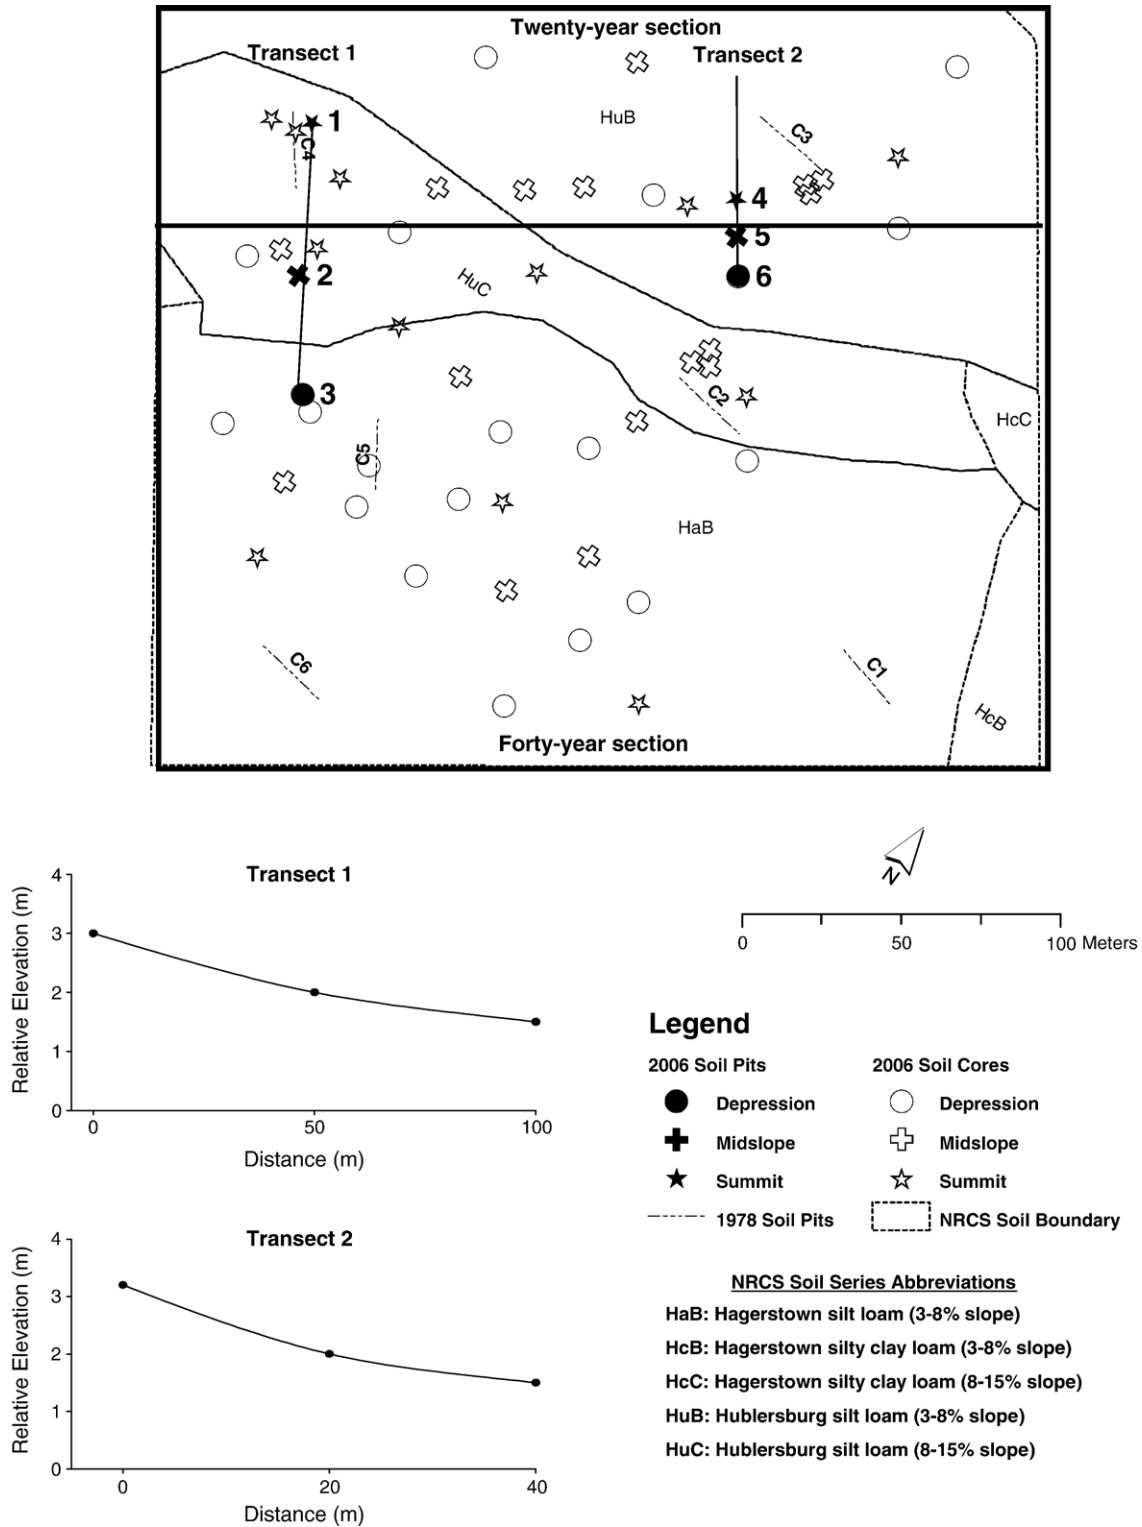 Twenty-year section
Transect 1
Transect 2
HuB
C3
1
C4
4
5
2
HuC
6
3
C2
HcC
C5
HaB
C6
C1
HcB
Forty-year section
N
0 50 100 Meters
Transect 1
Relative Elevation (m)
4
3
2
1
0
0 50 100
Distance (m)
Transect 2
Relative Elevation (m)
4
3
2
1
0
0 20 40
Distance (m)
Legend
2006 Soil Pits 2006 Soil Cores
Depression Depression
Midslope Midslope
Summit Summit
1978 Soil Pits NRCS Soil Boundary
NRCS Soil Series Abbreviations
HaB: Hagerstown silt loam (3-8% slope)
HcB: Hagerstown silty clay loam (3-8% slope)
HcC: Hagerstown silty clay loam (8-15% slope)
HuB: Hublersburg silt loam (3-8% slope)
HuC: Hublersburg silt loam (8-15% slope)